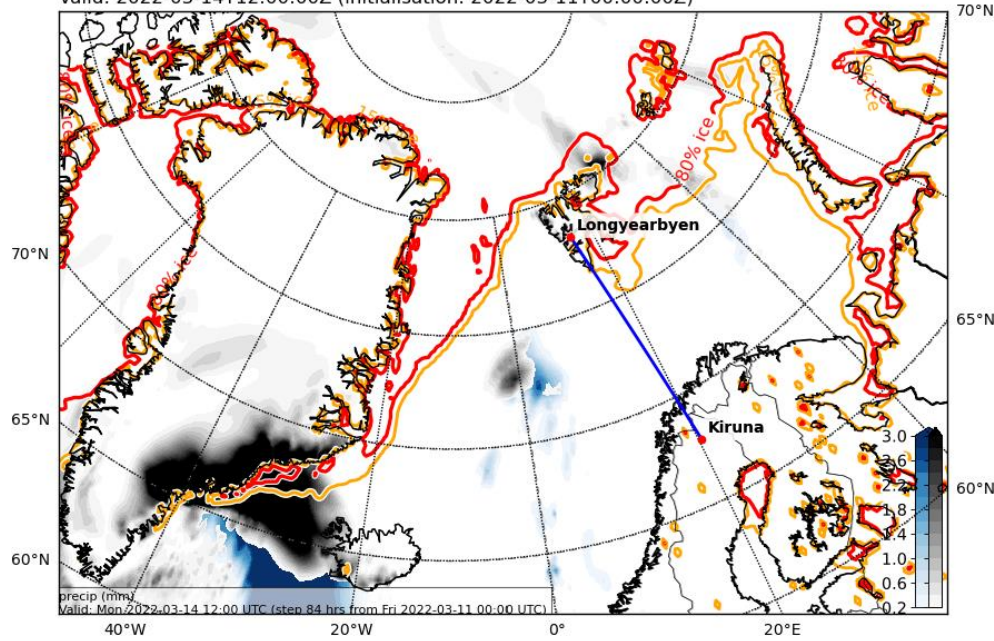 Valid: 2022-03-14T12:00:00Z (initialisation: 2022-03-11T00:00:00Z)
70°N
80% ice
Longyearbyen
70°N
80% ice
65°N
65°N
Kiruna
3.0
2.6
2.2
1.8
1.4
1.0
0.6
0.2
60°N
60°N
precip (mm)
Valid: Mon 2022-03-14 12:00 UTC (step 84 hrs from Fri 2022-03-11 00:00 UTC)
40°W
20°W
0°
20°E